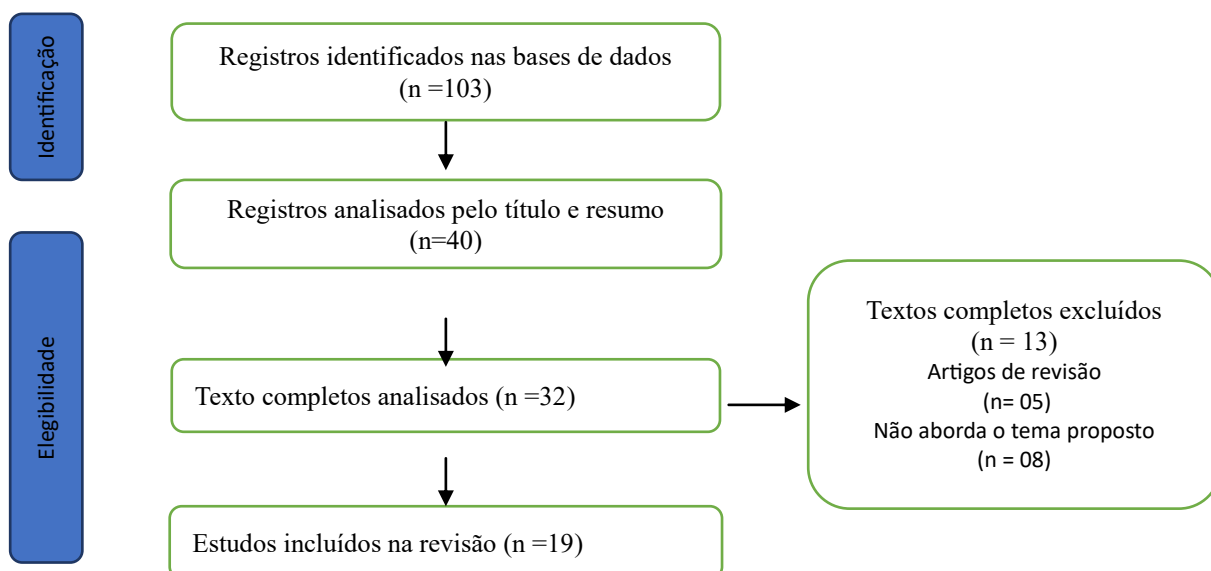 Identificação
Registros identificados nas bases de dados
(n =103)
Registros analisados pelo título e resumo
(n=40)
Elegibilidade
Texto completos analisados (n =32)
Textos completos excluídos
(n = 13)
Artigos de revisão
(n= 05)
Não aborda o tema proposto
(n = 08)
Estudos incluídos na revisão (n =19)